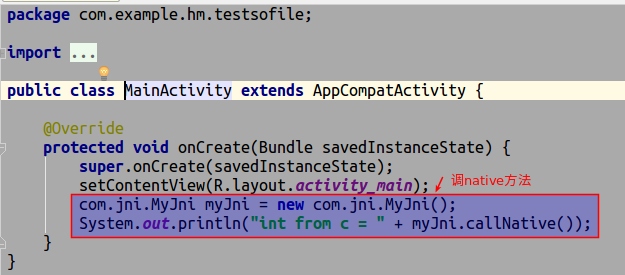 package com.example.hm.testsofile;
import ...
public class MainActivity extends AppCompatActivity {
@Override
protected void onCreate(Bundle savedInstanceState) {
super.onCreate(savedInstanceState);
setContentView(R.layout.activity_main);
调native方法
com.jni.MyJni myJni = new com.jni.MyJni();
System.out.println("int from c = " + myJni.callNative());
}
}